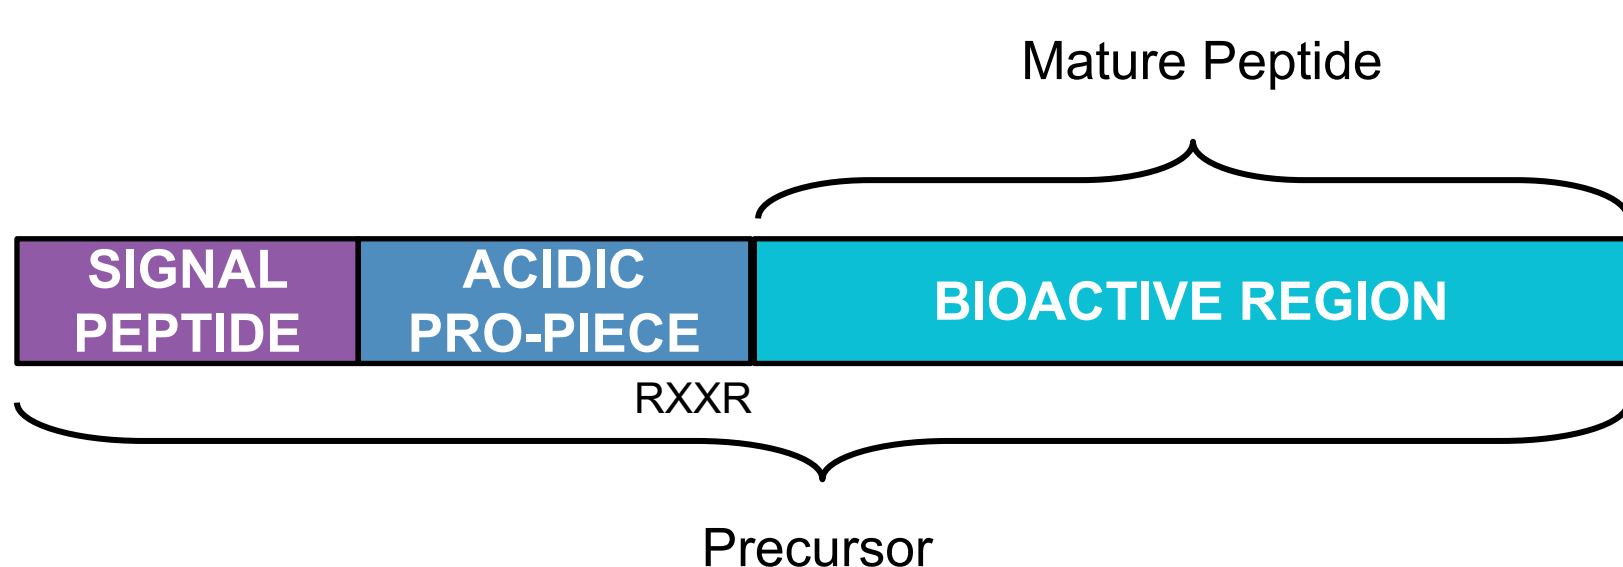 Mature Peptide
SIGNAL
PEPTIDE
ACIDIC
PRO-PIECE
BIOACTIVE REGION
RXXR
Precursor